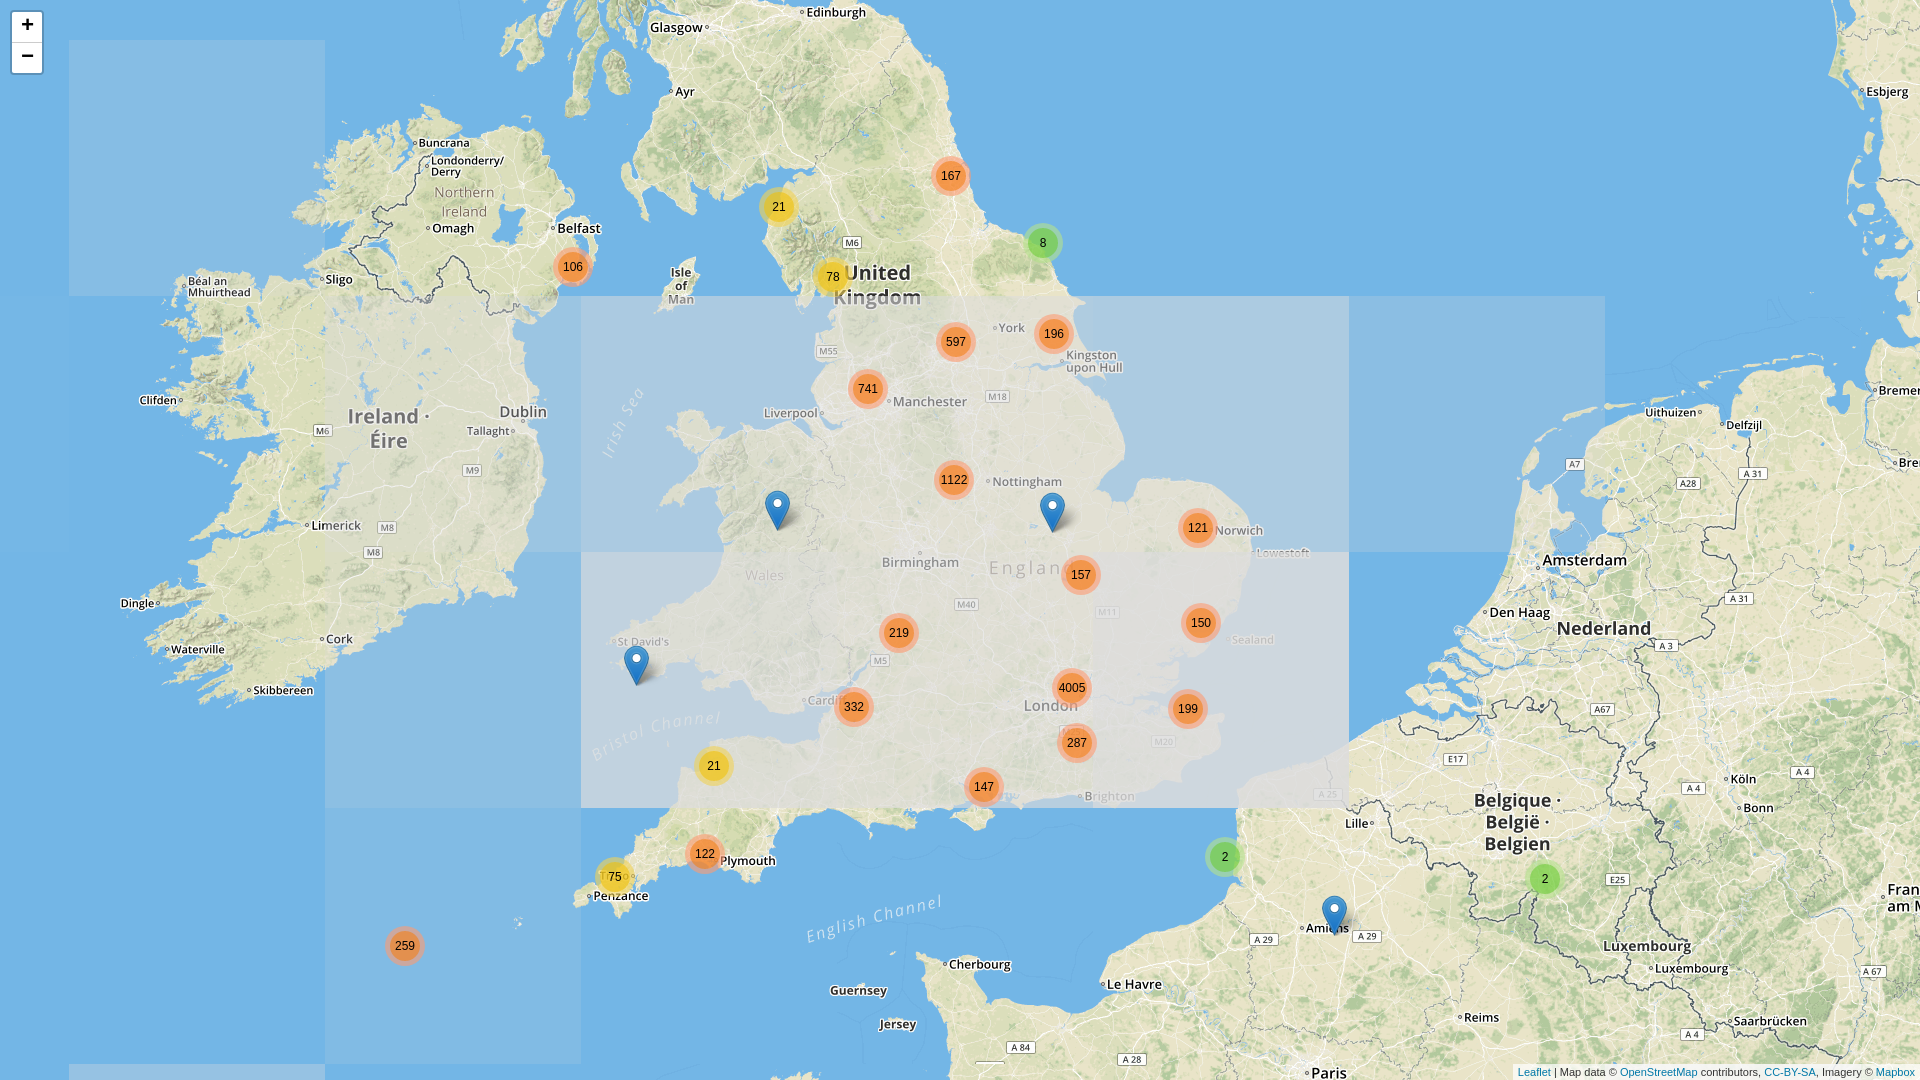 +
−
Edinburgh
Glasgow
Ayr
Esbjerg
Buncrana
Londonderry/
Derry
Northern
Ireland
Omagh
Belfast
167
21
8
M6
106
78
United
Kingdom
Isle
of
Man
Sligo
Béal an
Mhuirthead
York
196
597
M55
Kingston
upon Hull
741
Manchester
M18
Liverpool
Clifden
Dublin
Tallaght
Ireland ·
Éire
M6
M9
Irish Sea
Uithuizen
Delfzijl
Bremer
A7
A 31
A28
Bre
1122
Nottingham
Limerick
M8
M8
121
Norwich
Lowestoft
Birmingham
Englan
157
Wales
Amsterdam
Dingle
M40
M11
A 31
Den Haag
Nederland
150
Sealand
219
Cork
Waterville
St David's
M5
A 3
Skibbereen
4005
London
Cardiff
332
199
A67
Bristol Channel
287
M20
E17
21
147
Brighton
A 25
Köln
A 4
A 4
Bonn
Belgique ·
België ·
Belgien
Lille
122
Plymouth
2
75
Penzance
2
E25
Fran
am M
English Channel
Amiens
A 29
A 29
259
Luxembourg
Luxembourg
A 67
Cherbourg
Le Havre
Guernsey
Jersey
Reims
Saarbrücken
A 4
A 84
A 28
Paris
Leaflet | Map data © OpenStreetMap contributors, CC-BY-SA, Imagery © Mapbox